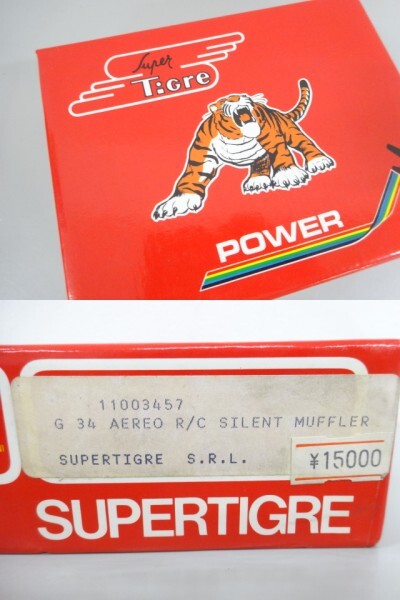 Super
Tigre
POWER
11003457
G 34 AEREO R/C SILENT MUFFLER
SUPERTIGRE S.R.L.
¥15000
SUPERTIGRE